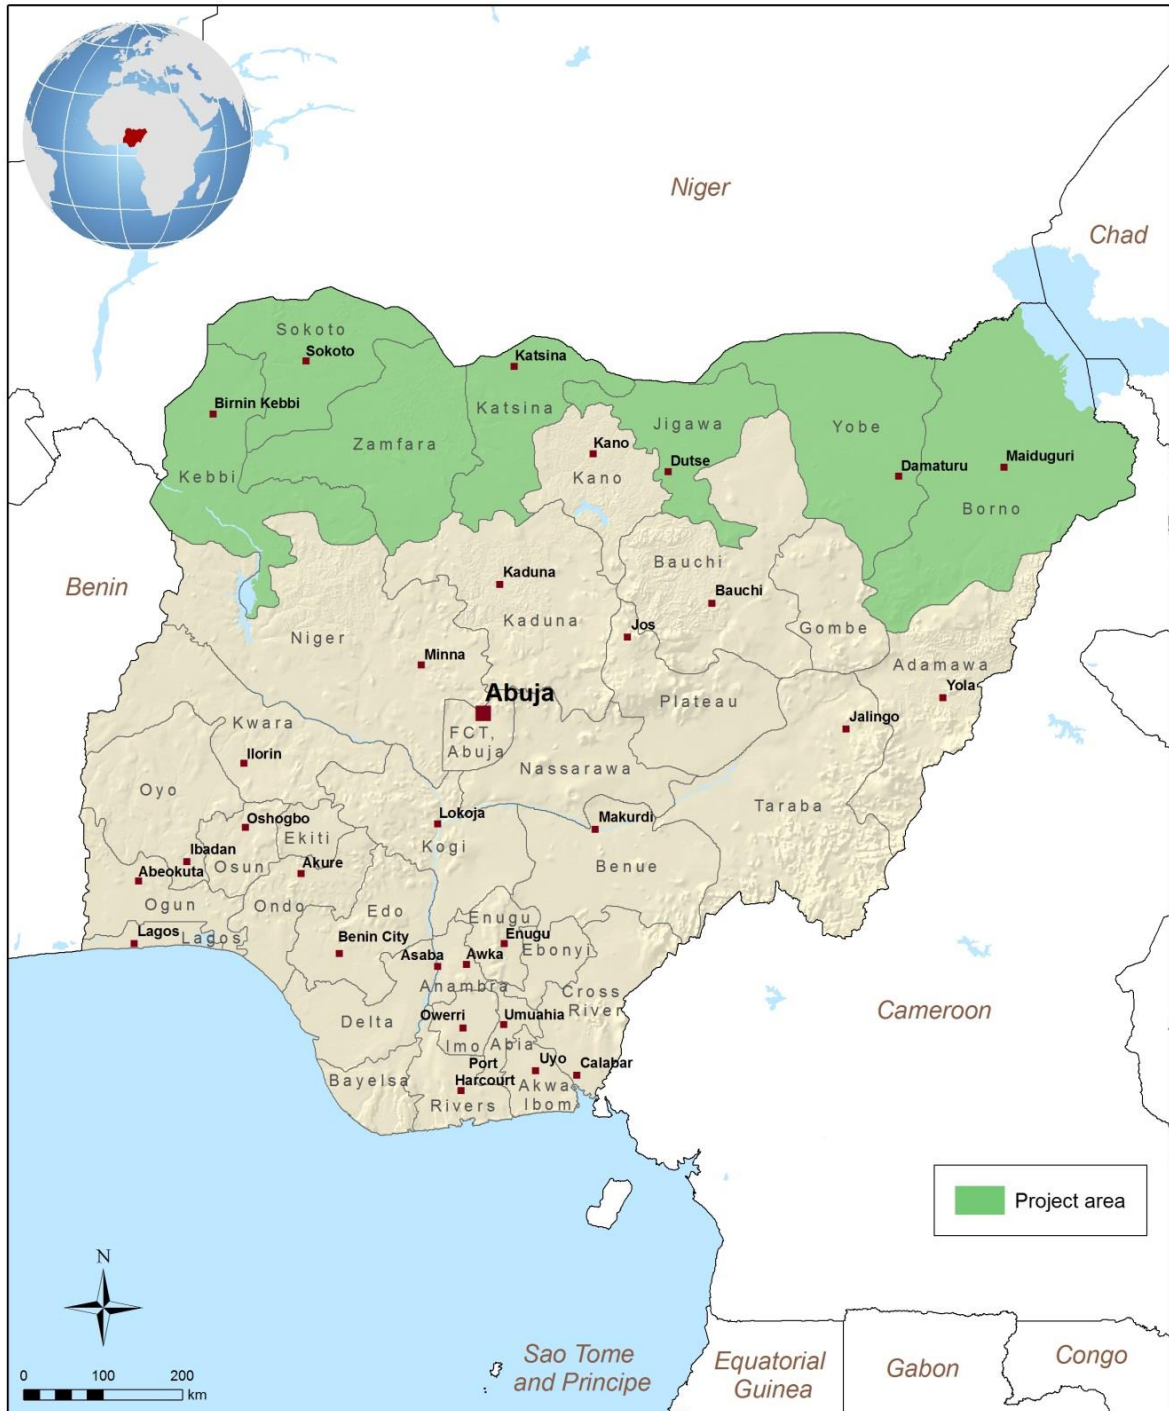 Niger
Chad
Sokoto
Sokoto
Katsina
Birnin Kebbi
Katsina
Zamfara
Jigawa
Yobe
Kano
Dutse
Damaturu
Maiduguri
Kebbi
Kano
Borno
Benin
Kaduna
Bauchi
Bauchi
Kaduna
Jos
Gombe
Niger
Minna
Adamawa
Yola
Abuja
Plateau
Jalingo
Kwara
FCT,
Abuja
Ilorin
Nassarawa
Oyo
Taraba
Oshogbo
Lokoja
Makurdi
Ekiti
Kogi
Ibadan
Osun
Akure
Benue
Abeokuta
Ogun
Ondo
Edo
Enugu
Lagos
Lagos
Benin City
Enugu
Ebonyi
Asaba
Awka
Anambra
Cross
River
Cameroon
Delta
Owerri
Umuahia
Imo
Abia
Port
Harcourt
Uyo
Calabar
Bayelsa
Akwa
Ibom
Rivers
Project area
N
0 100 200
km
Sao Tome
and Principe
Equatorial
Guinea
Gabon
Congo